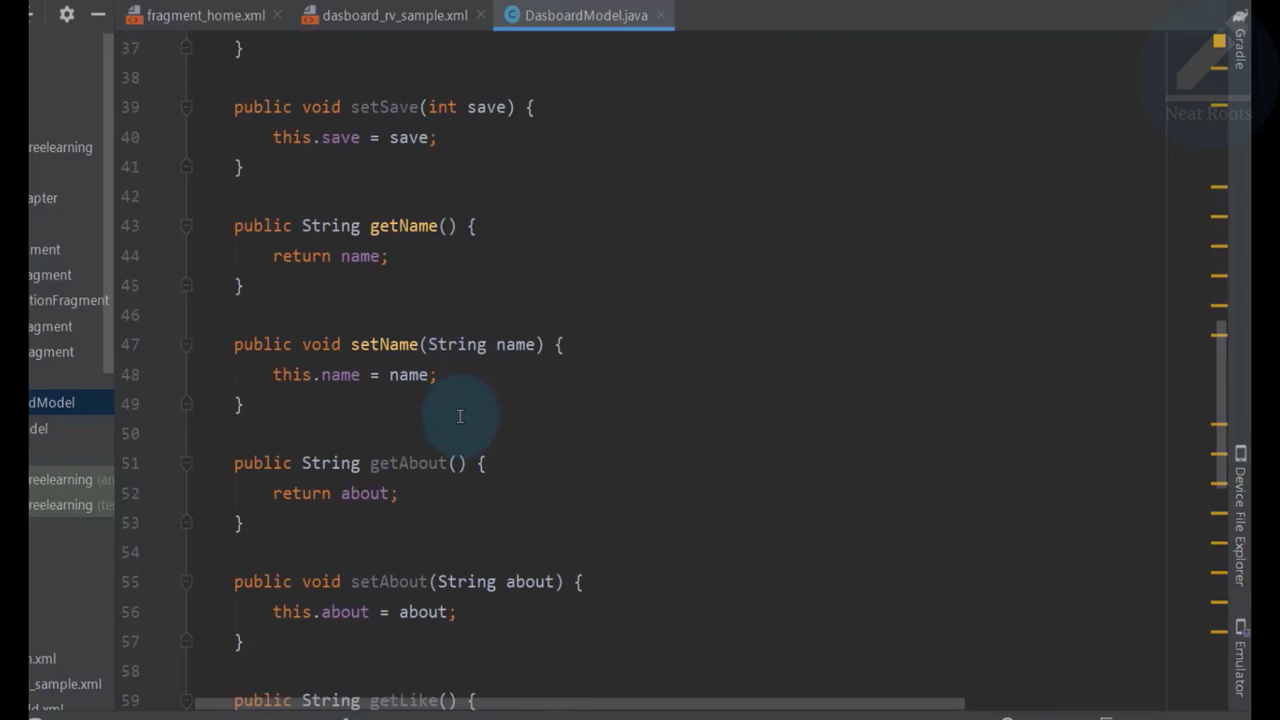 fragment_home.xml
dasboard_rv_sample.xml
DasboardModel.java
Gradle
Neat Roots
reelearning
apter
ment
agment
tionFragment
agment
agment
dModel
del
reelearning (an
reelearning (tes
.xml
_sample.xml
37 }
38
39 public void setSave(int save) {
40 this.save = save;
41 }
42
43 public String getName() {
44 return name;
45 }
46
47 public void setName(String name) {
48 this.name = name;
49 }
50
51 public String getAbout() {
52 return about;
53 }
54
55 public void setAbout(String about) {
56 this.about = about;
57 }
58
59 public String getLike() {
Device File Explorer
Emulator